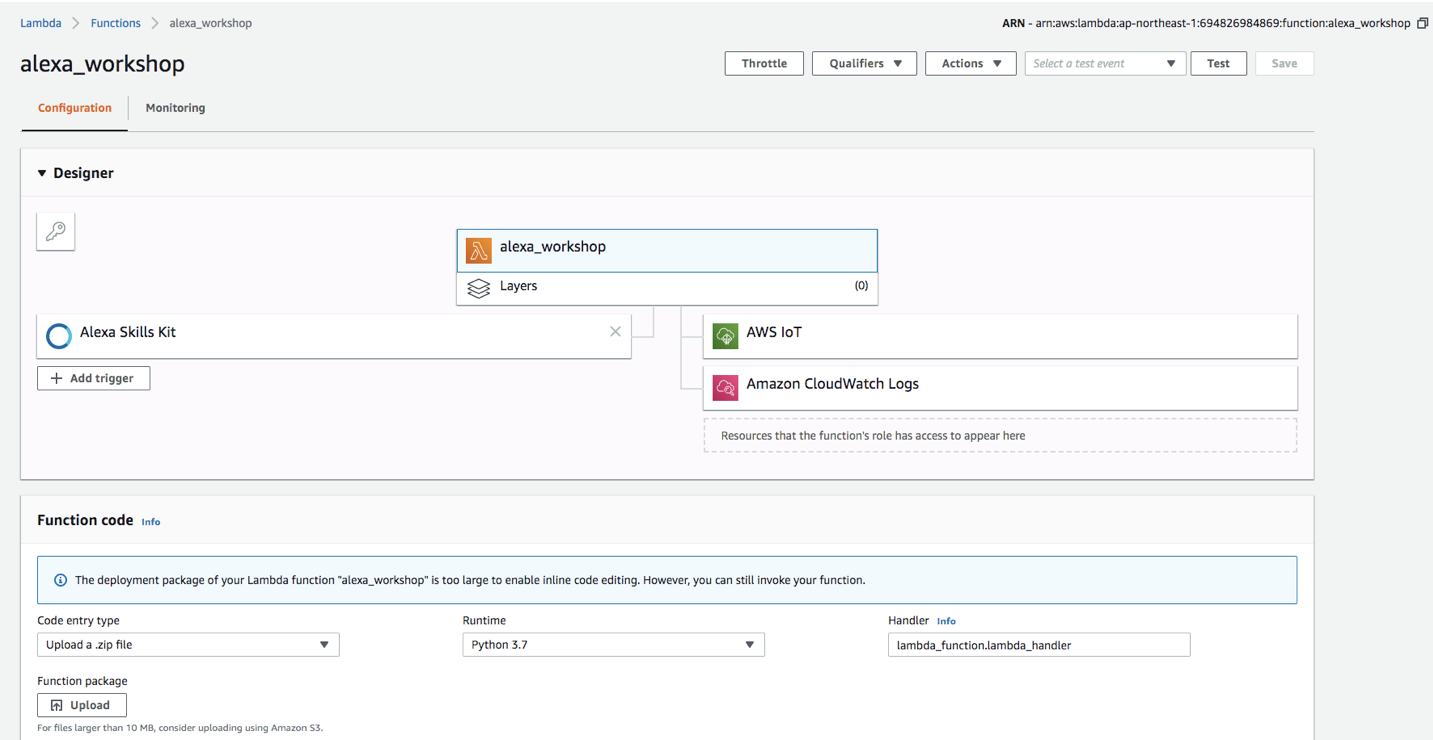 Lambda > Functions > alexa_workshop
ARN - arn:aws:lambda:ap-northeast-1:694826984869:function:alexa_workshop
alexa_workshop
Throttle Qualifiers Actions Select a test event Test Save
Configuration Monitoring
Designer
alexa_workshop
Layers (0)
Alexa Skills Kit
AWS IoT
Add trigger
Amazon CloudWatch Logs
Resources that the function's role has access to appear here
Function code Info
The deployment package of your Lambda function "alexa_workshop" is too large to enable inline code editing. However, you can still invoke your function.
Code entry type Runtime Handler Info
Upload a .zip file Python 3.7 lambda_function.lambda_handler
Function package
Upload
For files larger than 10 MB, consider uploading using Amazon S3.